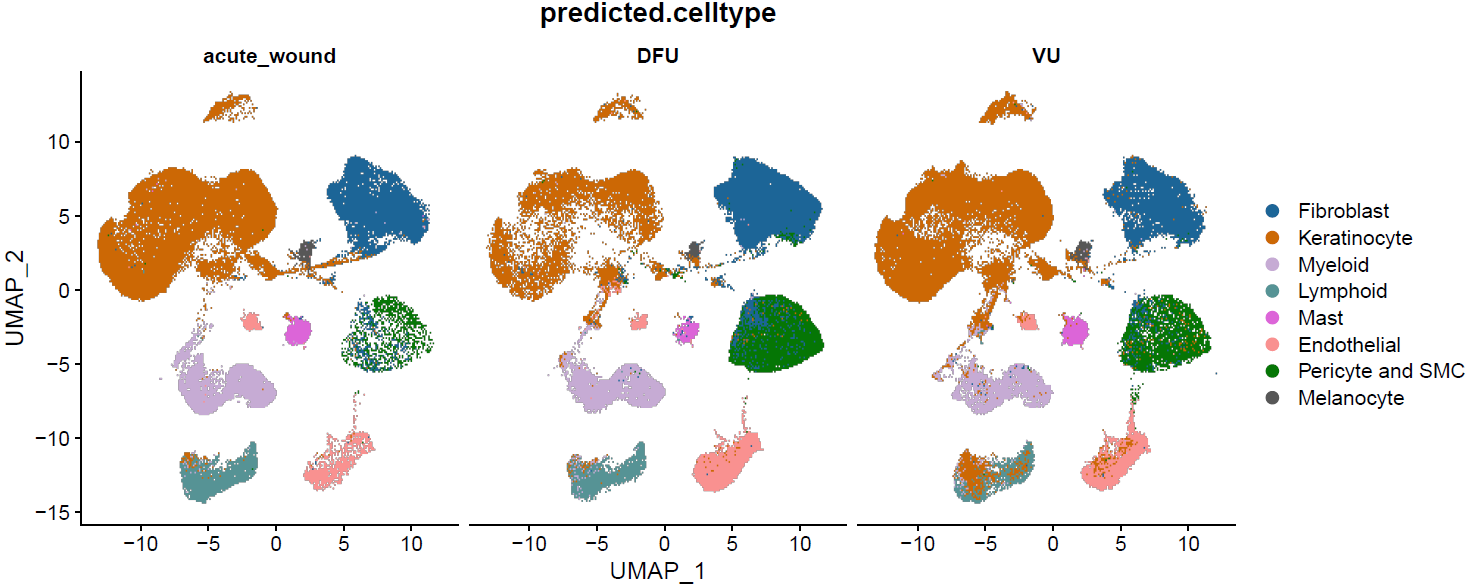 predicted.celltype
acute_wound
DFU
VU
UMAP_2
10
5
0
−5
−10
−15
−10 −5 0 5 10
−10 −5 0 5 10
−10 −5 0 5 10
UMAP_1
Fibroblast
Keratinocyte
Myeloid
Lymphoid
Mast
Endothelial
Pericyte and SMC
Melanocyte